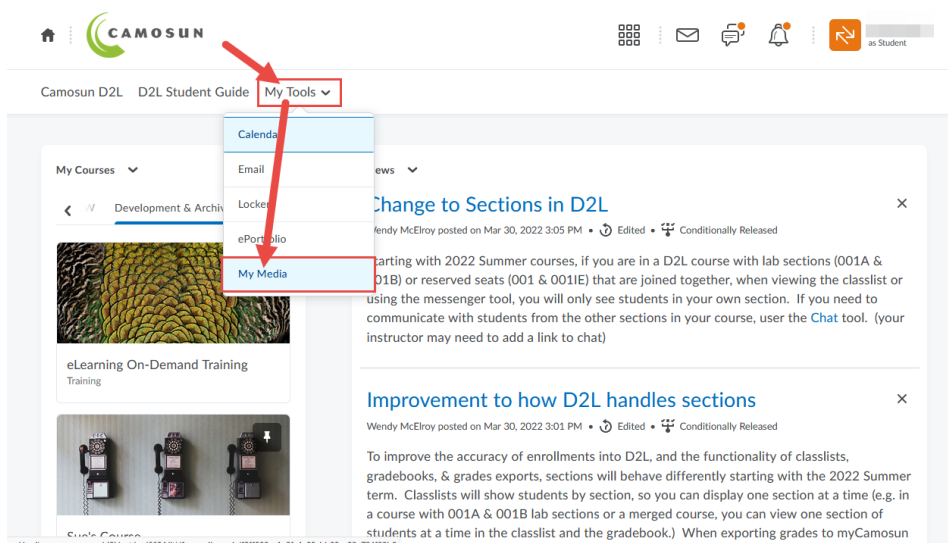 CAMOSUN
as Student
Camosun D2L D2L Student Guide My Tools
Calendar
Email
Locker
ePortfolio
My Media
My Courses
ews
Development & Archiv
eLearning On-Demand Training
Training
Sue's Course
Change to Sections in D2L
Wendy McElroy posted on Mar 30, 2022 3:05 PM • Edited • Conditionally Released
Starting with 2022 Summer courses, if you are in a D2L course with lab sections (001A &
001B) or reserved seats (001 & 001IE) that are joined together, when viewing the classlist or
using the messenger tool, you will only see students in your own section. If you need to
communicate with students from the other sections in your course, user the Chat tool. (your
instructor may need to add a link to chat)
Improvement to how D2L handles sections
Wendy McElroy posted on Mar 30, 2022 3:01 PM • Edited • Conditionally Released
To improve the accuracy of enrollments into D2L, and the functionality of classlists,
gradebooks, & grades exports, sections will behave differently starting with the 2022 Summer
term. Classlists will show students by section, so you can display one section at a time (e.g. in
a course with 001A & 001B lab sections or a merged course, you can view one section of
students at a time in the classlist and the gradebook.) When exporting grades to myCamosun